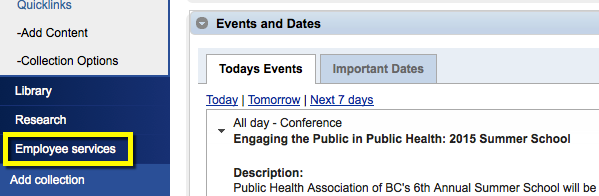 Quicklinks
-Add Content
-Collection Options
Library
Research
Employee services
Add collection
Events and Dates
Todays Events
Important Dates
Today | Tomorrow | Next 7 days
All day - Conference
Engaging the Public in Public Health: 2015 Summer School
Description:
Public Health Association of BC's 6th Annual Summer School will be